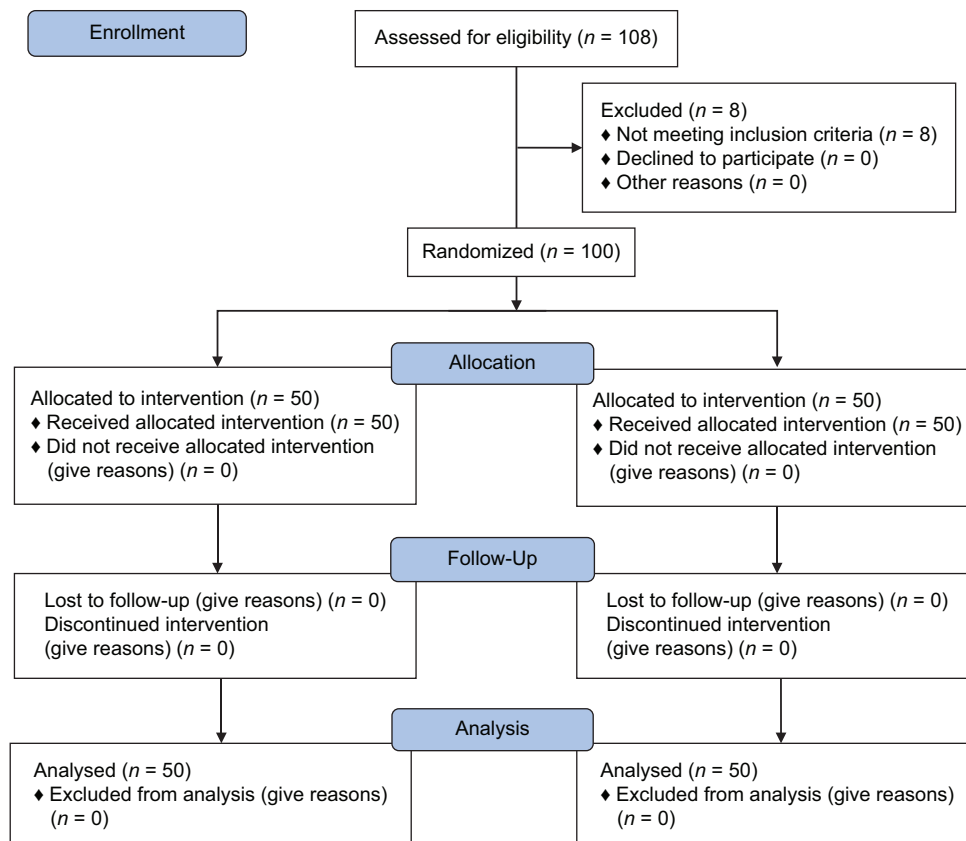 Enrollment
Assessed for eligibility (n = 108)
Excluded (n = 8)
♦ Not meeting inclusion criteria (n = 8)
♦ Declined to participate (n = 0)
♦ Other reasons (n = 0)
Randomized (n = 100)
Allocation
Allocated to intervention (n = 50)
♦ Received allocated intervention (n = 50)
♦ Did not receive allocated intervention
(give reasons) (n = 0)
Allocated to intervention (n = 50)
♦ Received allocated intervention (n = 50)
♦ Did not receive allocated intervention
(give reasons) (n = 0)
Follow-Up
Lost to follow-up (give reasons) (n = 0)
Discontinued intervention
(give reasons) (n = 0)
Lost to follow-up (give reasons) (n = 0)
Discontinued intervention
(give reasons) (n = 0)
Analysis
Analysed (n = 50)
♦ Excluded from analysis (give reasons)
(n = 0)
Analysed (n = 50)
♦ Excluded from analysis (give reasons)
(n = 0)